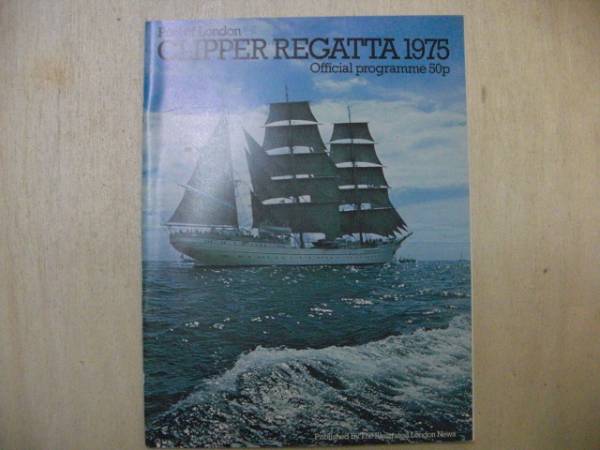 Port of London
CLIPPER REGATTA 1975
Official programme 50p
Published by The Illustrated London News